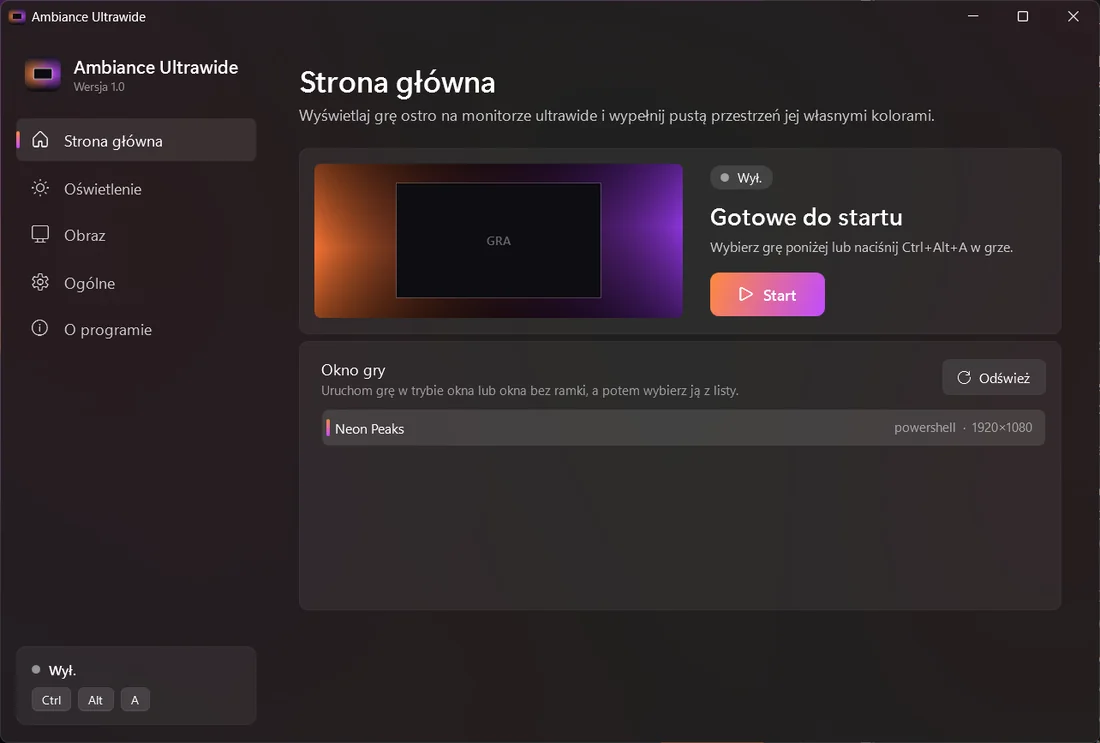 Ambiance Ultrawide
Ambiance Ultrawide
Wersja 1.0
Strona główna
Oświetlenie
Obraz
Ogólne
O programie
Wył.
Ctrl Alt A
Strona główna
Wyświetlaj grę ostro na monitorze ultrawide i wypełnij pustą przestrzeń jej własnymi kolorami.
GRA
Wył.
Gotowe do startu
Wybierz grę poniżej lub naciśnij Ctrl+Alt+A w grze.
Start
Okno gry
Uruchom grę w trybie okna lub okna bez ramki, a potem wybierz ją z listy.
Odśwież
Neon Peaks powershell · 1920×1080